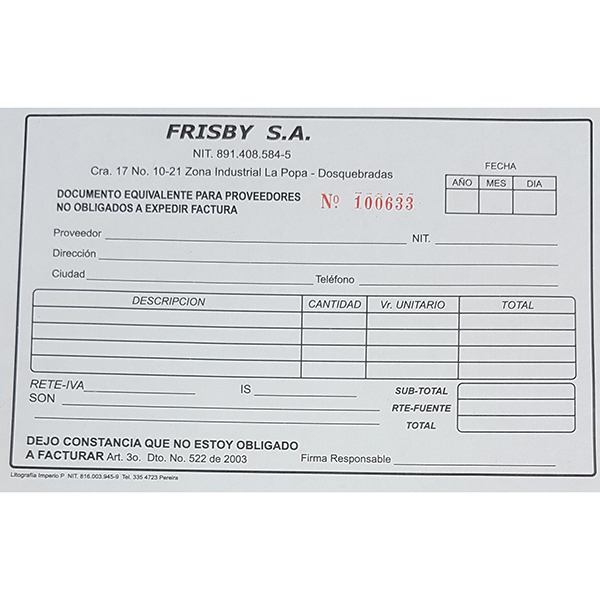 FRISBY S.A.
NIT. 891.408.584-5
Cra. 17 No. 10-21 Zona Industrial La Popa - Dosquebradas
FECHA
AÑO MES DIA
DOCUMENTO EQUIVALENTE PARA PROVEEDORES
NO OBLIGADOS A EXPEDIR FACTURA
Nº 100633
Proveedor NIT.
Dirección
Ciudad Teléfono
DESCRIPCION CANTIDAD Vr. UNITARIO TOTAL
RETE-IVA IS SUB-TOTAL
SON RTE-FUENTE
TOTAL
DEJO CONSTANCIA QUE NO ESTOY OBLIGADO
A FACTURAR Art. 3o. Dto. No. 522 de 2003 Firma Responsable
Litografía Imperio P NIT. 816.003.945-9 Tel. 335 4723 Pereira